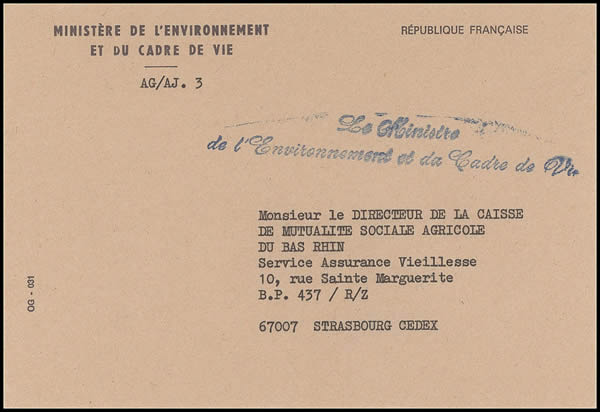 MINISTÈRE DE L'ENVIRONNEMENT
ET DU CADRE DE VIE
RÉPUBLIQUE FRANÇAISE
AG/AJ. 3
Le Ministre
de l'Environnement et du Cadre de Vie
Monsieur le DIRECTEUR DE LA CAISSE
DE MUTUALITE SOCIALE AGRICOLE
DU BAS RHIN
Service Assurance Vieillesse
10, rue Sainte Marguerite
B.P. 437 / R/Z
67007 STRASBOURG CEDEX
OG - 031